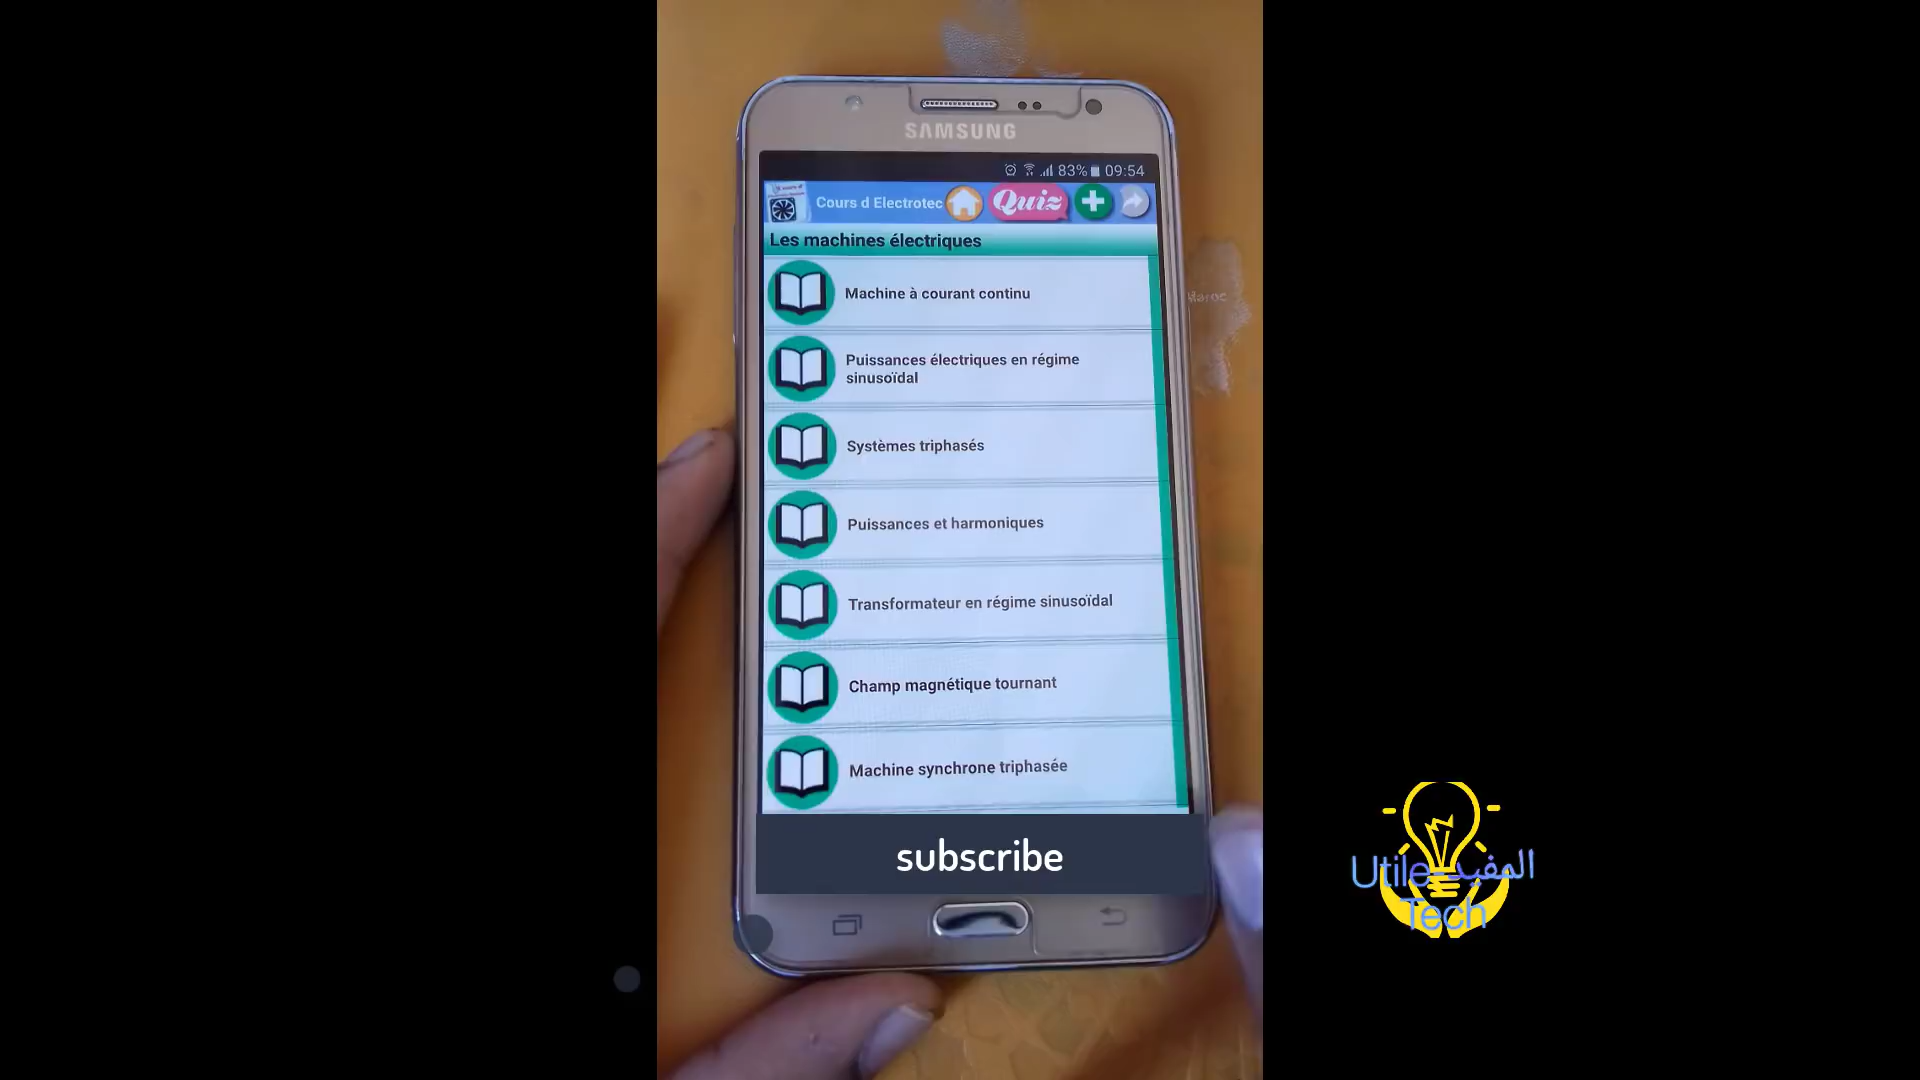 SAMSUNG
83% 09:54
Cours d Electrotec
Quiz
Les machines électriques
Machine à courant continu
Puissances électriques en régime
sinusoïdal
Systèmes triphasés
Puissances et harmoniques
Transformateur en régime sinusoïdal
Champ magnétique tournant
Machine synchrone triphasée
subscribe
Maroc
Utile المفيد
Tech